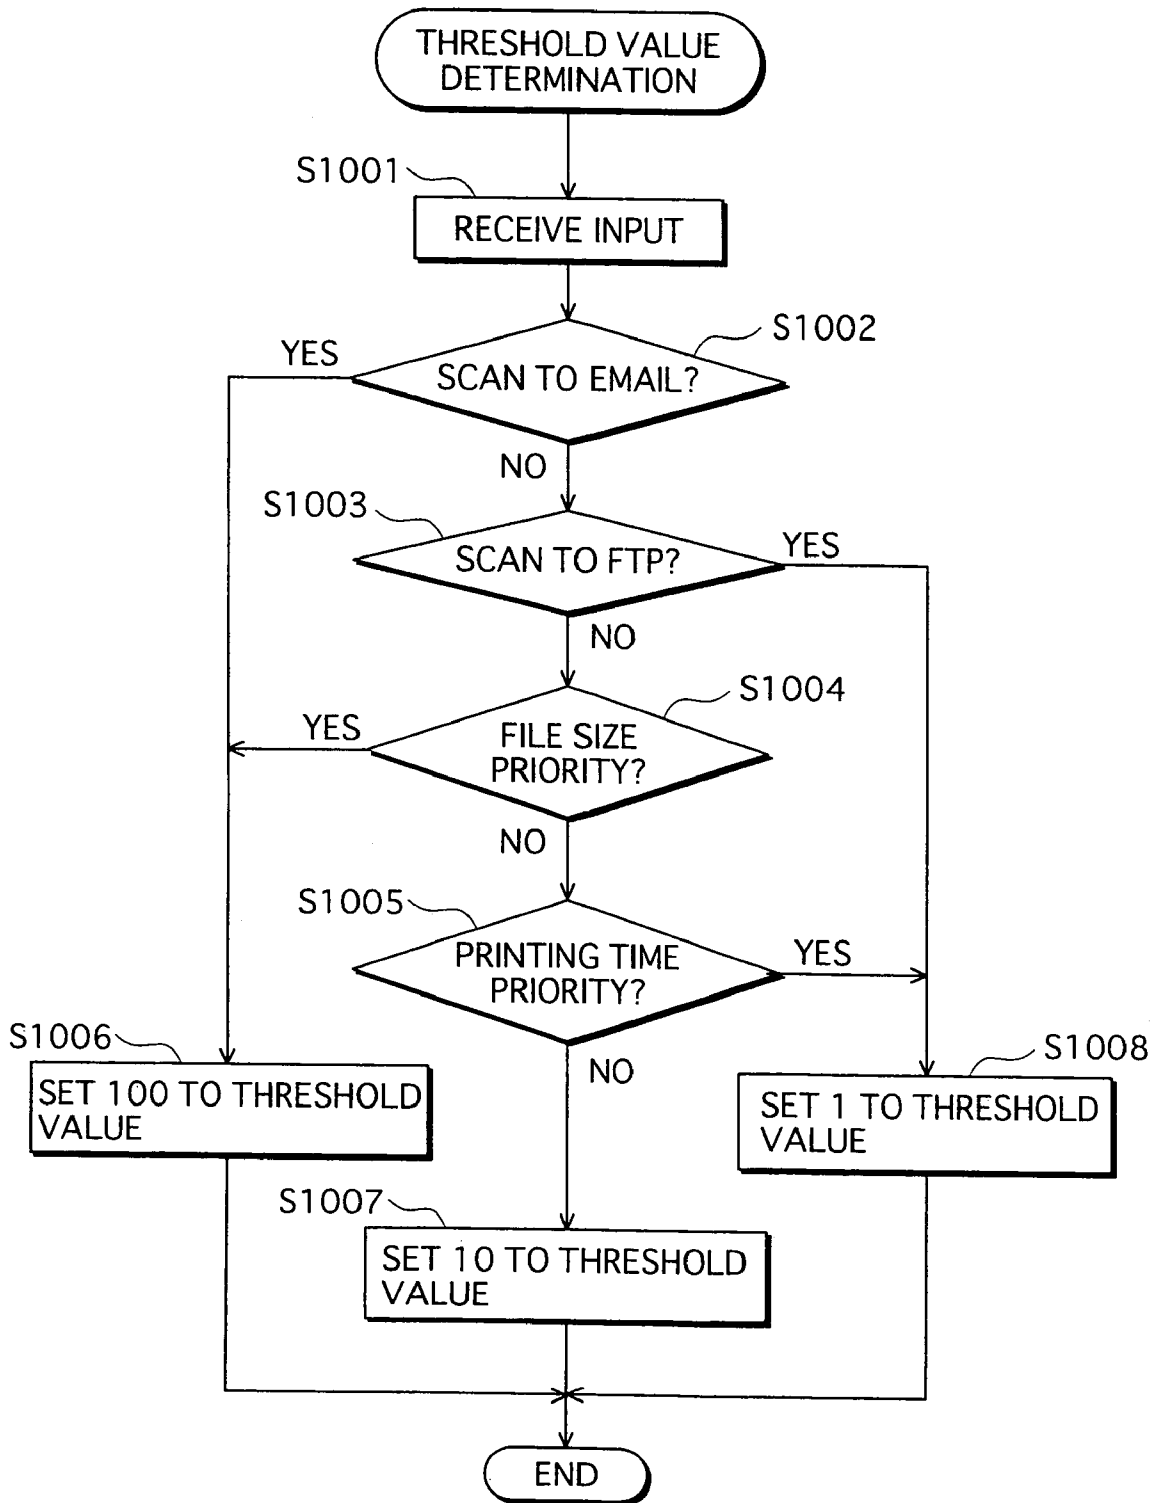 THRESHOLD VALUE
DETERMINATION
S1001
RECEIVE INPUT
S1002
YES
SCAN TO EMAIL?
NO
S1003
SCAN TO FTP?
YES
NO
S1004
YES
FILE SIZE
PRIORITY?
NO
S1005
PRINTING TIME
PRIORITY?
YES
NO
S1006
SET 100 TO THRESHOLD
VALUE
S1008
SET 1 TO THRESHOLD
VALUE
S1007
SET 10 TO THRESHOLD
VALUE
END